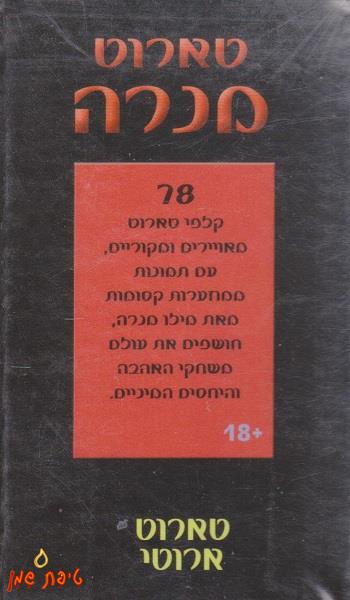 טארוט
מנרה
78
קלפי טארוט
מאויירים ומקוריים,
עם תמונות
ממוערות קסומות
מאת מילו מנרה,
חושפים את עולם
משחקי האהבה
והיחסים המיניים.
18+
טארוט
ארוטי
טיפת שמן